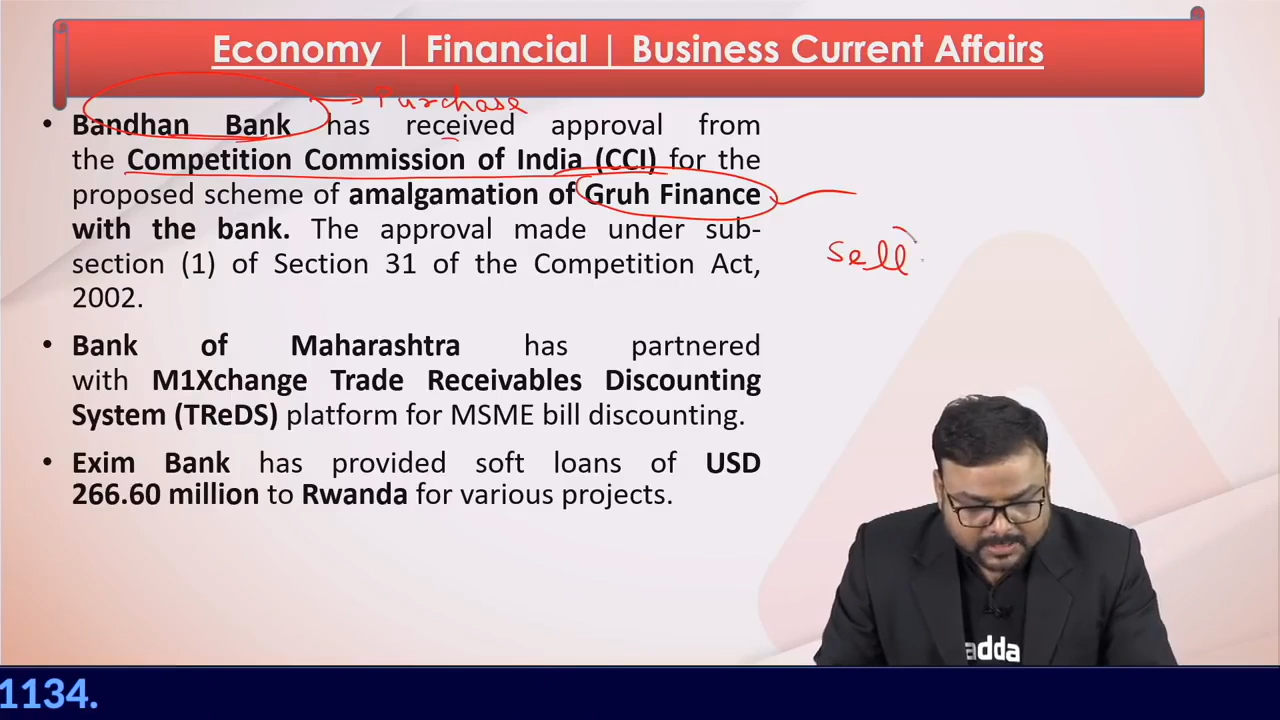 Economy | Financial | Business Current Affairs
Purchase
• Bandhan Bank has received approval from
the Competition Commission of India (CCI) for the
proposed scheme of amalgamation of Gruh Finance
with the bank. The approval made under sub-
section (1) of Section 31 of the Competition Act,
2002.
Sell
• Bank of Maharashtra has partnered
with M1Xchange Trade Receivables Discounting
System (TReDS) platform for MSME bill discounting.
• Exim Bank has provided soft loans of USD
266.60 million to Rwanda for various projects.
adda
1134.